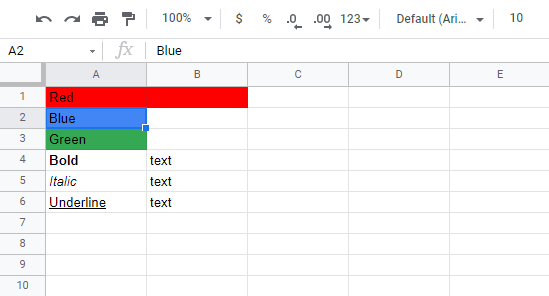 100% $ % .0 .00 123 Default (Ari... 10
A2 fx Blue
A B C D E
1 Red
2 Blue
3 Green
4 Bold text
5 Italic text
6 Underline text
7
8
9
10